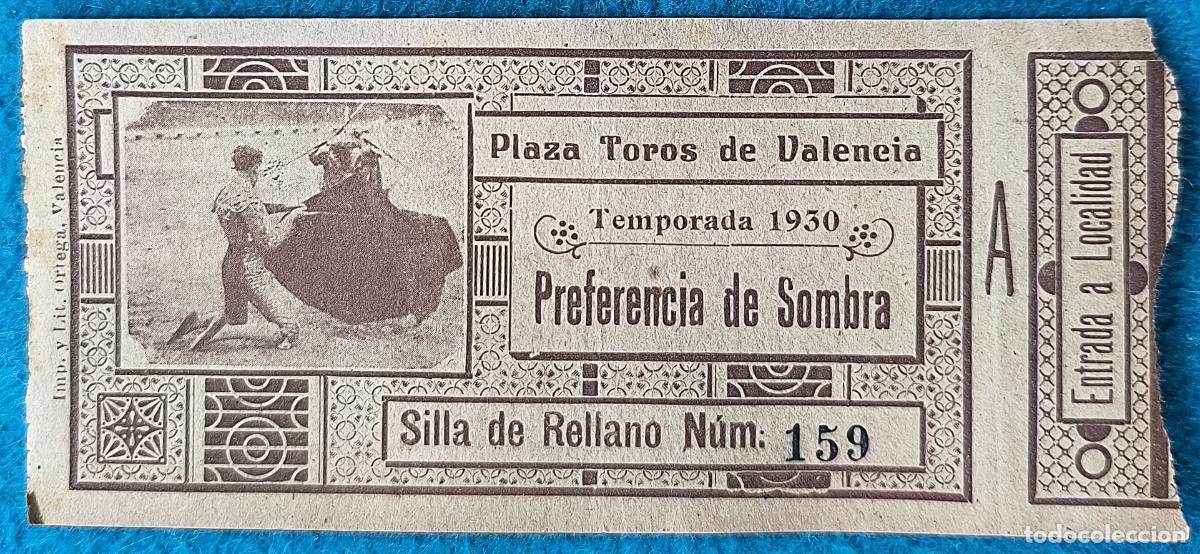 Plaza Toros de Valencia
Temporada 1930
Preferencia de Sombra
Silla de Rellano Núm: 159
A
Entrada a Localidad
Imp. y Lit. Ortega, Valencia
todocoleccion